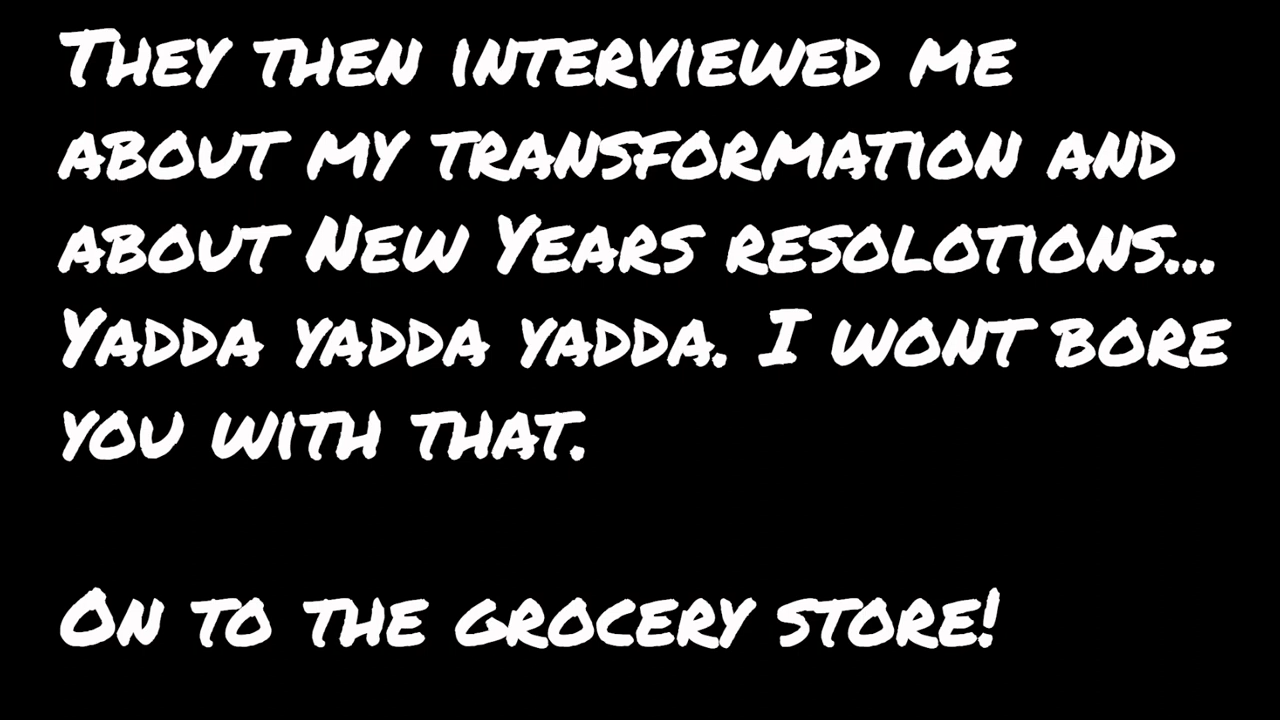 They then interviewed me
about my transformation and
about New Years resolotions...
Yadda yadda yadda. I wont bore
you with that.
On to the grocery store!